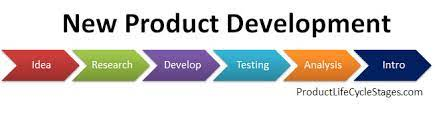 New Product Development
Idea Research Develop Testing Analysis Intro
ProductLifeCycleStages.com